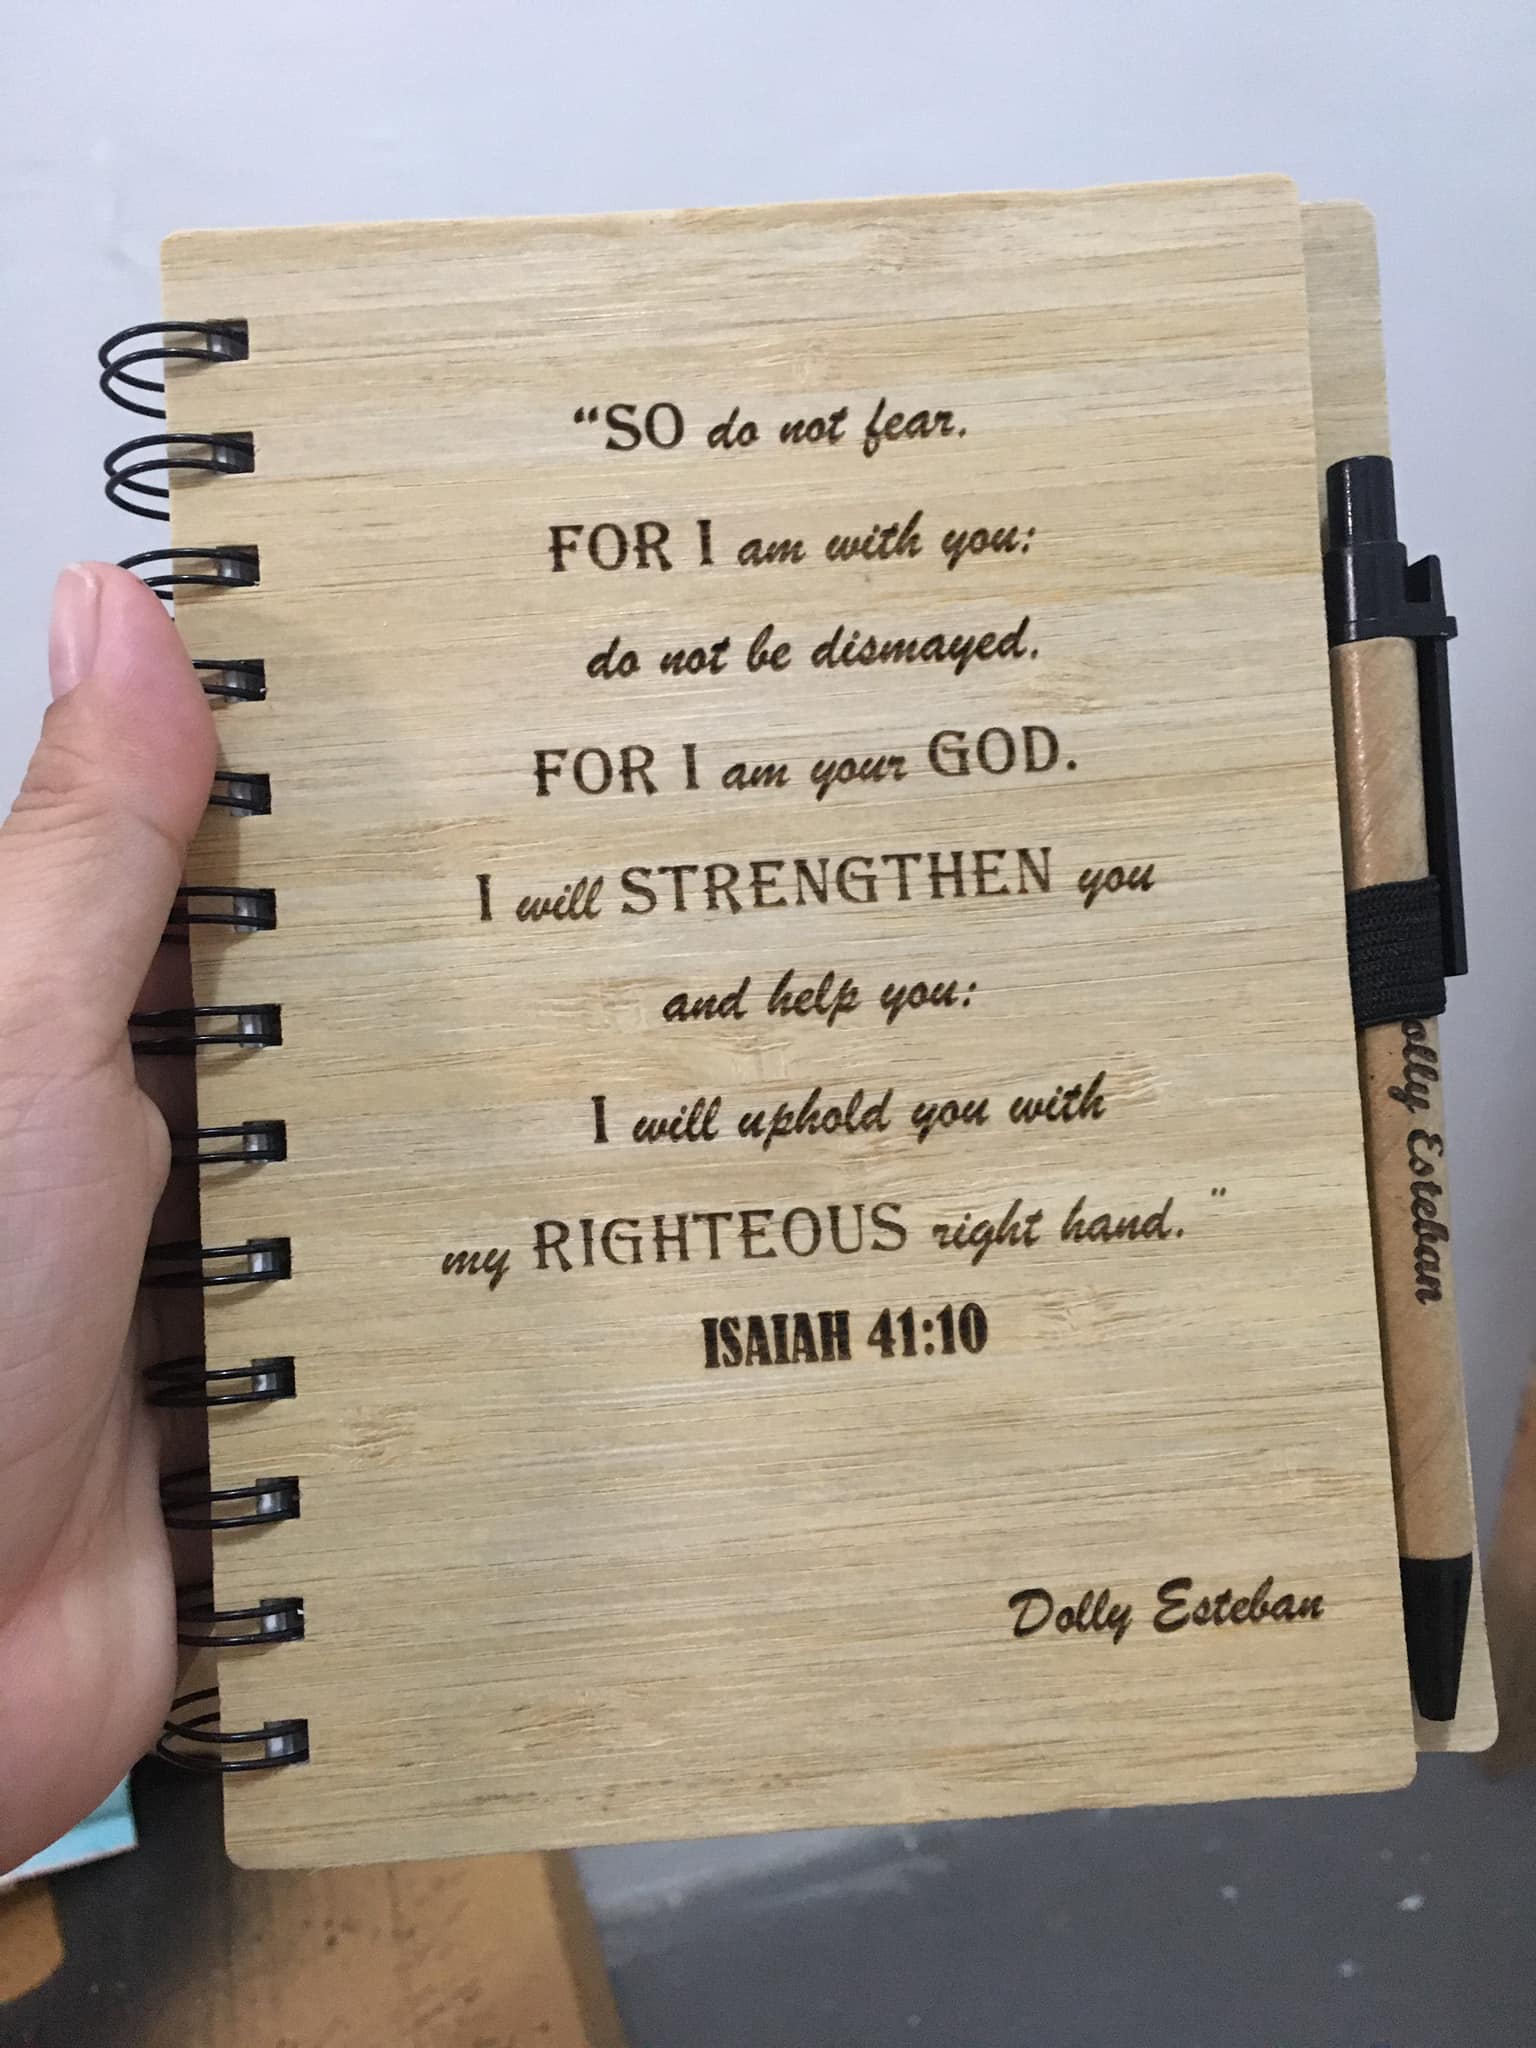 “SO do not fear.
FOR I am with you:
do not be dismayed.
FOR I am your GOD.
I will STRENGTHEN you
and help you:
I will uphold you with
my RIGHTEOUS right hand. "
ISAIAH 41:10
Dolly Esteban
olly Esteban